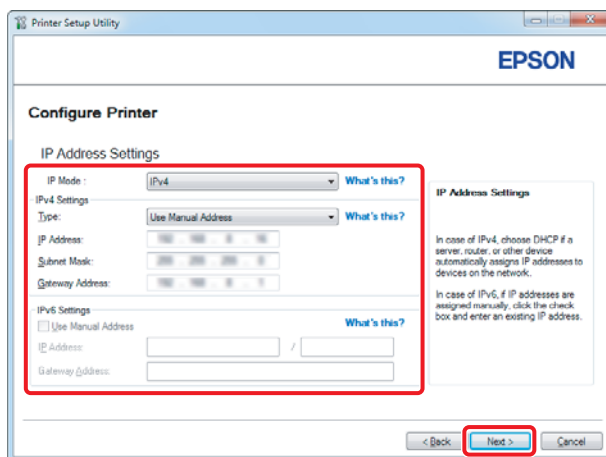 Printer Setup Utility
EPSON
Configure Printer
IP Address Settings
IP Mode :
IPv4
What's this?
IPv4 Settings
Type:
Use Manual Address
What's this?
IP Address:
Subnet Mask:
Gateway Address:
IPv6 Settings
Use Manual Address
What's this?
IP Address:
/
Gateway Address:
IP Address Settings
In case of IPv4, choose DHCP if a
server, router, or other device
automatically assigns IP addresses to
devices on the network.
In case of IPv6, if IP addresses are
assigned manually, click the check
box and enter an existing IP address.
< Back
Next >
Cancel